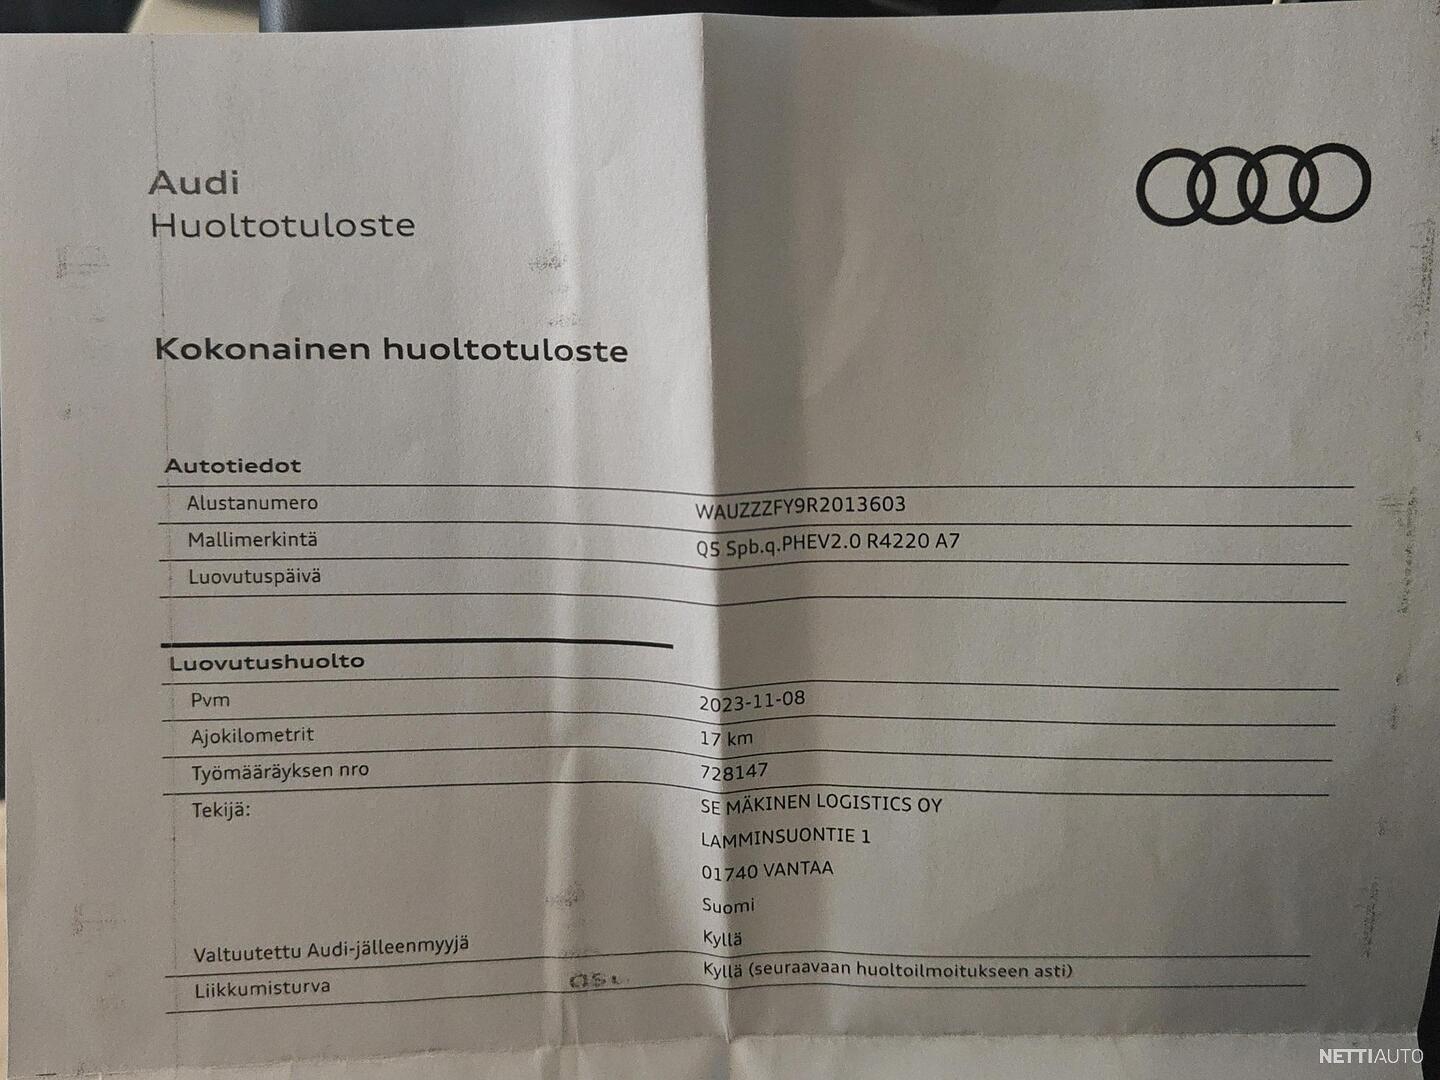 Audi
Huoltotuloste
Kokonainen huoltotuloste
Autotiedot
Alustanumero WAUZZZFY9R2013603
Mallimerkintä Q5 Spb.q.PHEV2.0 R4220 A7
Luovutuspäivä
Luovutushuolto
Pvm 2023-11-08
Ajokilometrit 17 km
Työmääräyksen nro 728147
Tekijä: SE MÄKINEN LOGISTICS OY
LAMMINSUONTIE 1
01740 VANTAA
Suomi
Valtuutettu Audi-jälleenmyyjä Kyllä
Liikkumisturva Kyllä (seuraavaan huoltoilmoitukseen asti)
NETTIAUTO